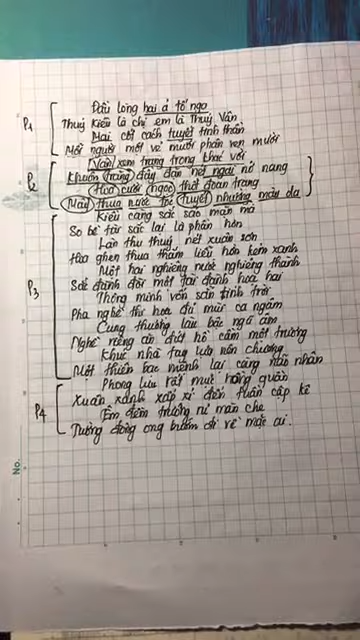 Đầu lòng hai ả tố nga
P1 Thuý Kiều là chị em là Thuý Vân
Mai cốt cách tuyết tinh thần
Mỗi người một vẻ mười phân vẹn mười
Vân xem trang trọng khác vời
P2 Khuôn trăng đầy đặn nét ngài nở nang
Hoa cười ngọc thốt đoan trang
Mây thua nước tóc tuyết nhường màu da
Kiều càng sắc sảo mặn mà
So bề tài sắc lại là phần hơn
Làn thu thuỷ nét xuân sơn
Hoa ghen thua thắm liễu hờn kém xanh
Một hai nghiêng nước nghiêng thành
P3 Sắc đành đòi một tài đành hoạ hai
Thông minh vốn sẵn tính trời
Pha nghề thi hoạ đủ mùi ca ngâm
Cung thương làu bậc ngũ âm
Nghề riêng ăn đứt hồ cầm một trương
Khúc nhà tay lựa nên chương
Một thiên bạc mệnh lại càng não nhân
Phong lưu rất mực hồng quần
P4 Xuân xanh xấp xỉ đến tuần cập kê
Êm đềm trướng rủ màn che
Tường đông ong bướm đi về mặc ai.
No.